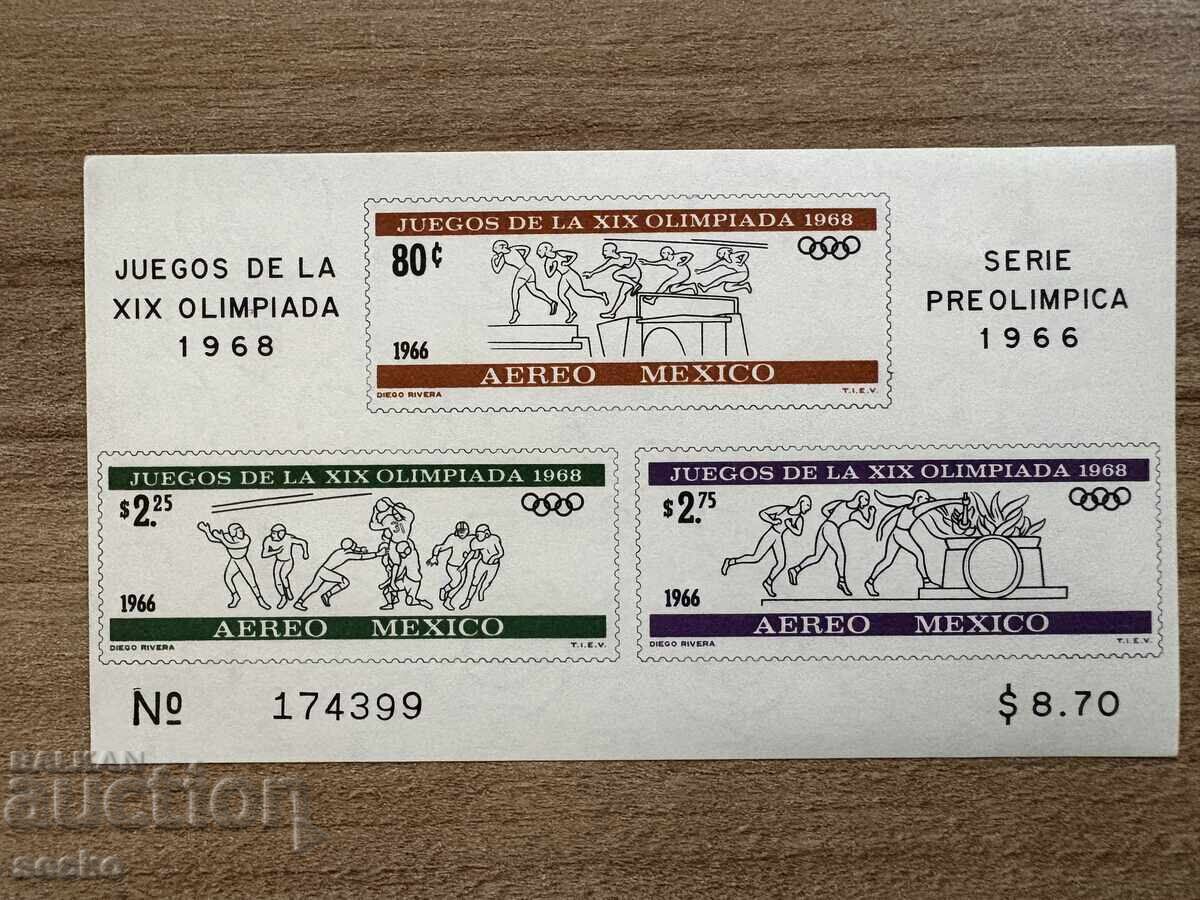 JUEGOS DE LA
XIX OLIMPIADA
1968
JUEGOS DE LA XIX OLIMPIADA 1968
80¢
1966
AEREO MEXICO
DIEGO RIVERA
T.I.E.V.
SERIE
PREOLIMPICA
1966
JUEGOS DE LA XIX OLIMPIADA 1968
$2.25
31
1966
AEREO MEXICO
DIEGO RIVERA
T.I.E.V.
JUEGOS DE LA XIX OLIMPIADA 1968
$2.75
1966
AEREO MEXICO
DIEGO RIVERA
T.I.E.V.
Nº 174399
$8.70
BALKAN
auction
secko